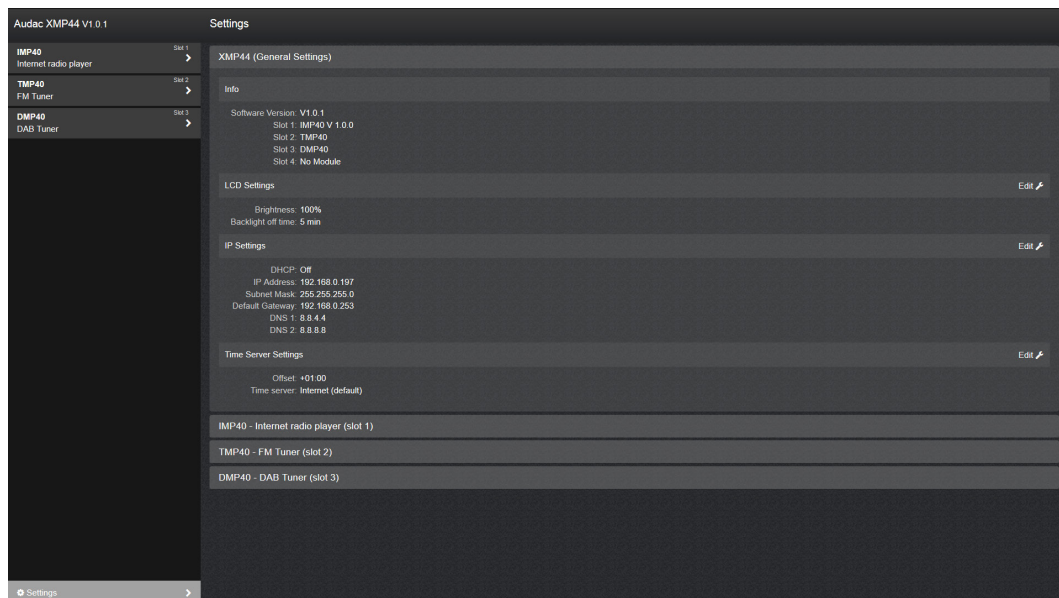 Audac XMP44 V1.0.1
Settings
IMP40
Slot 1
Internet radio player
TMP40
Slot 2
FM Tuner
DMP40
Slot 3
DAB Tuner
XMP44 (General Settings)
Info
Software Version: V1.0.1
Slot 1: IMP40 V 1.0.0
Slot 2: TMP40
Slot 3: DMP40
Slot 4: No Module
LCD Settings
Edit
Brightness: 100%
Backlight off time: 5 min
IP Settings
Edit
DHCP: Off
IP Address: 192.168.0.197
Subnet Mask: 255.255.255.0
Default Gateway: 192.168.0.253
DNS 1: 8.8.4.4
DNS 2: 8.8.8.8
Time Server Settings
Edit
Offset: +01:00
Time server: Internet (default)
IMP40 - Internet radio player (slot 1)
TMP40 - FM Tuner (slot 2)
DMP40 - DAB Tuner (slot 3)
Settings